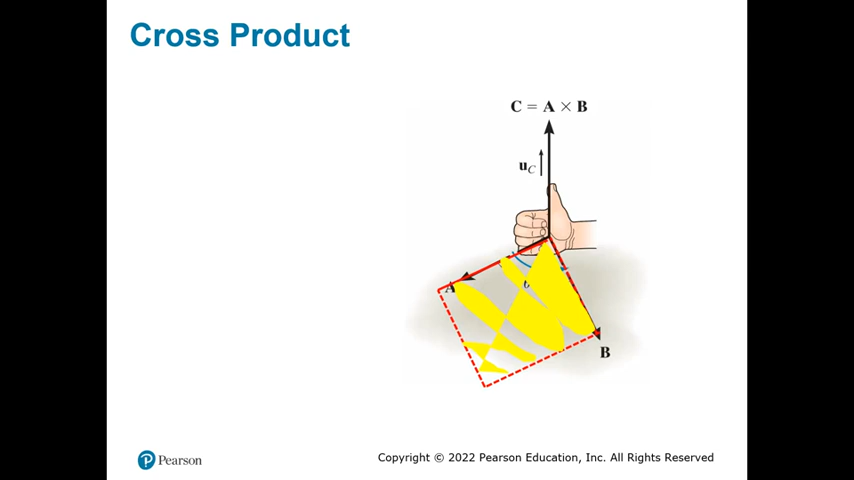 Cross Product
C = A × B
u_C
A
θ
B
Pearson
Copyright © 2022 Pearson Education, Inc. All Rights Reserved